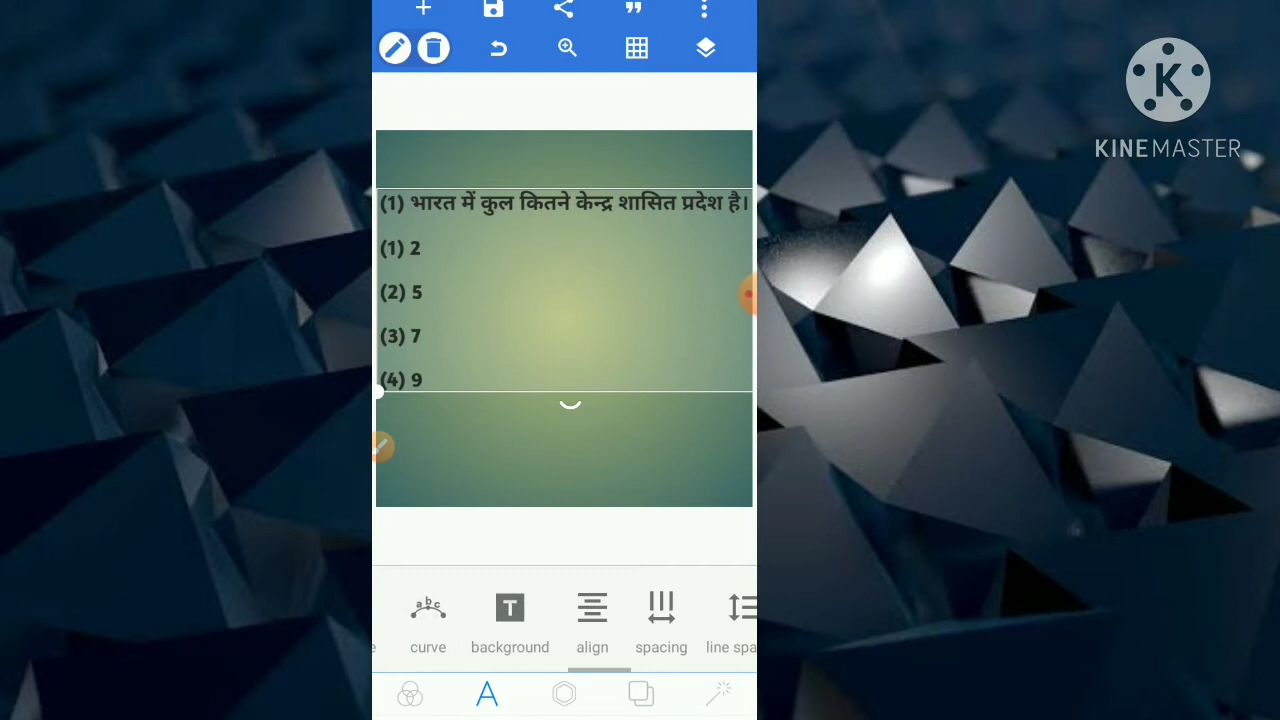 KINEMASTER
(1) भारत में कुल कितने केन्द्र शासित प्रदेश है।
(1) 2
(2) 5
(3) 7
(4) 9
abc
T
curve background align spacing line spa
A